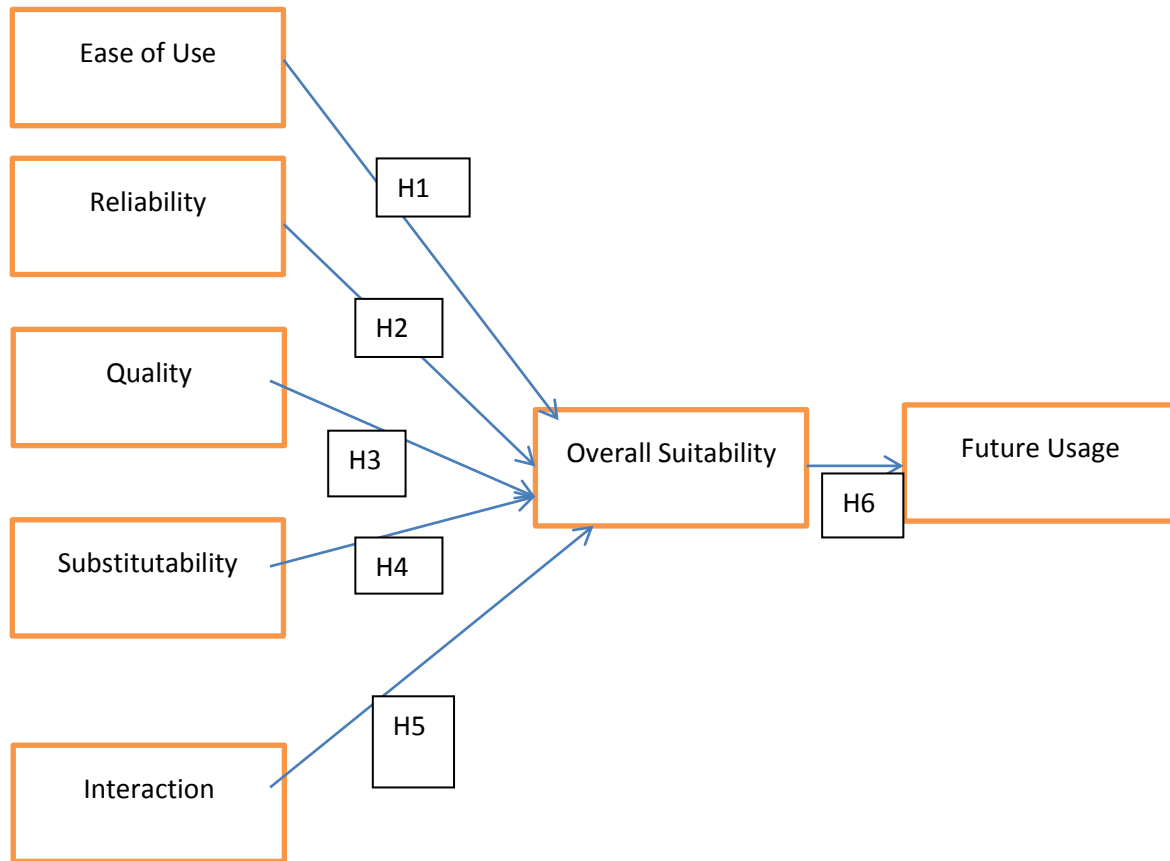 Ease of Use
H1
Reliability
H2
Quality
H3
Overall Suitability
Future Usage
H6
Substitutability
H4
H5
Interaction